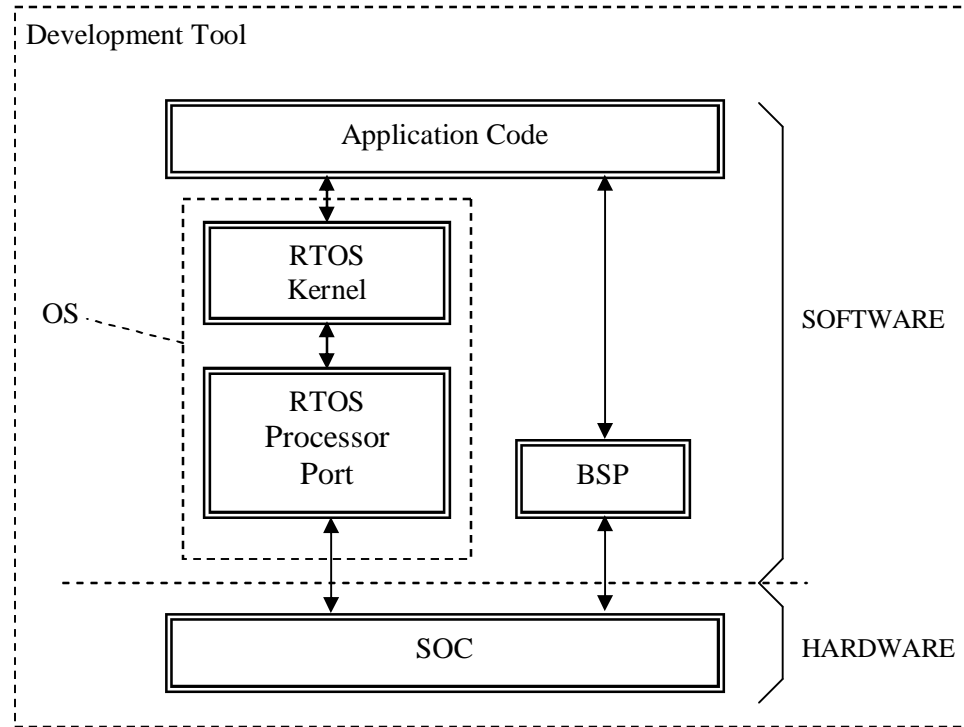 Development Tool
Application Code
RTOS
Kernel
OS
SOFTWARE
RTOS
Processor
Port
BSP
SOC
HARDWARE